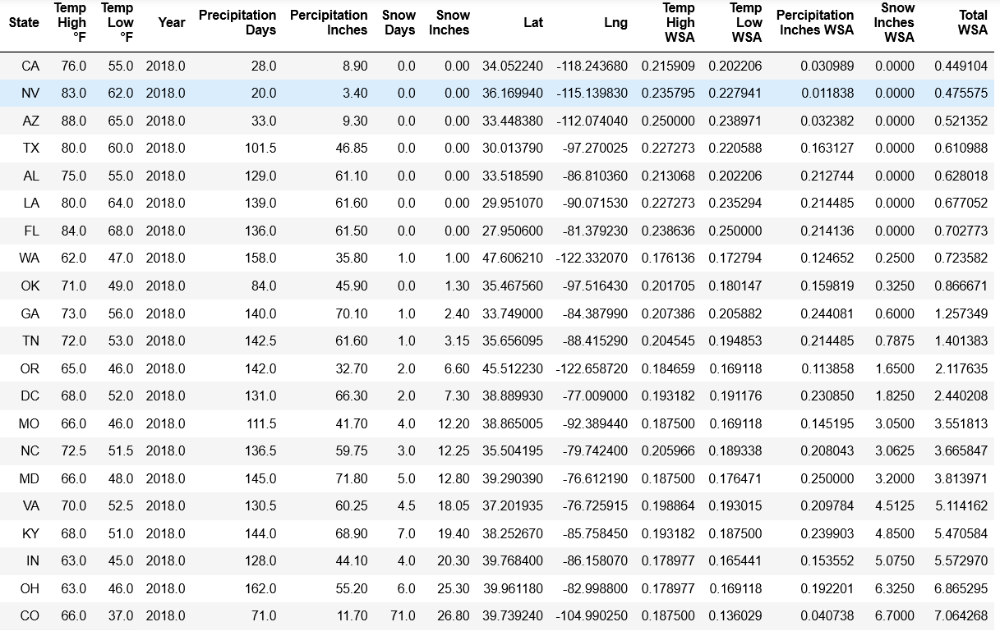 State Temp High °F Temp Low °F Year Precipitation Days Percipitation Inches Snow Days Snow Inches Lat Lng Temp High WSA Temp Low WSA Percipitation Inches WSA Snow Inches WSA Total WSA
CA 76.0 55.0 2018.0 28.0 8.90 0.0 0.00 34.052240 -118.243680 0.215909 0.202206 0.030989 0.0000 0.449104
NV 83.0 62.0 2018.0 20.0 3.40 0.0 0.00 36.169940 -115.139830 0.235795 0.227941 0.011838 0.0000 0.475575
AZ 88.0 65.0 2018.0 33.0 9.30 0.0 0.00 33.448380 -112.074040 0.250000 0.238971 0.032382 0.0000 0.521352
TX 80.0 60.0 2018.0 101.5 46.85 0.0 0.00 30.013790 -97.270025 0.227273 0.220588 0.163127 0.0000 0.610988
AL 75.0 55.0 2018.0 129.0 61.10 0.0 0.00 33.518590 -86.810360 0.213068 0.202206 0.212744 0.0000 0.628018
LA 80.0 64.0 2018.0 139.0 61.60 0.0 0.00 29.951070 -90.071530 0.227273 0.235294 0.214485 0.0000 0.677052
FL 84.0 68.0 2018.0 136.0 61.50 0.0 0.00 27.950600 -81.379230 0.238636 0.250000 0.214136 0.0000 0.702773
WA 62.0 47.0 2018.0 158.0 35.80 1.0 1.00 47.606210 -122.332070 0.176136 0.172794 0.124652 0.2500 0.723582
OK 71.0 49.0 2018.0 84.0 45.90 0.0 1.30 35.467560 -97.516430 0.201705 0.180147 0.159819 0.3250 0.866671
GA 73.0 56.0 2018.0 140.0 70.10 1.0 2.40 33.749000 -84.387990 0.207386 0.205882 0.244081 0.6000 1.257349
TN 72.0 53.0 2018.0 142.5 61.60 1.0 3.15 35.656095 -88.415290 0.204545 0.194853 0.214485 0.7875 1.401383
OR 65.0 46.0 2018.0 142.0 32.70 2.0 6.60 45.512230 -122.658720 0.184659 0.169118 0.113858 1.6500 2.117635
DC 68.0 52.0 2018.0 131.0 66.30 2.0 7.30 38.889930 -77.009000 0.193182 0.191176 0.230850 1.8250 2.440208
MO 66.0 46.0 2018.0 111.5 41.70 4.0 12.20 38.865005 -92.389440 0.187500 0.169118 0.145195 3.0500 3.551813
NC 72.5 51.5 2018.0 136.5 59.75 3.0 12.25 35.504195 -79.742400 0.205966 0.189338 0.208043 3.0625 3.665847
MD 66.0 48.0 2018.0 145.0 71.80 5.0 12.80 39.290390 -76.612190 0.187500 0.176471 0.250000 3.2000 3.813971
VA 70.0 52.5 2018.0 130.5 60.25 4.5 18.05 37.201935 -76.725915 0.198864 0.193015 0.209784 4.5125 5.114162
KY 68.0 51.0 2018.0 144.0 68.90 7.0 19.40 38.252670 -85.758450 0.193182 0.187500 0.239903 4.8500 5.470584
IN 63.0 45.0 2018.0 128.0 44.10 4.0 20.30 39.768400 -86.158070 0.178977 0.165441 0.153552 5.0750 5.572970
OH 63.0 46.0 2018.0 162.0 55.20 6.0 25.30 39.961180 -82.998800 0.178977 0.169118 0.192201 6.3250 6.865295
CO 66.0 37.0 2018.0 71.0 11.70 71.0 26.80 39.739240 -104.990250 0.187500 0.136029 0.040738 6.7000 7.064268